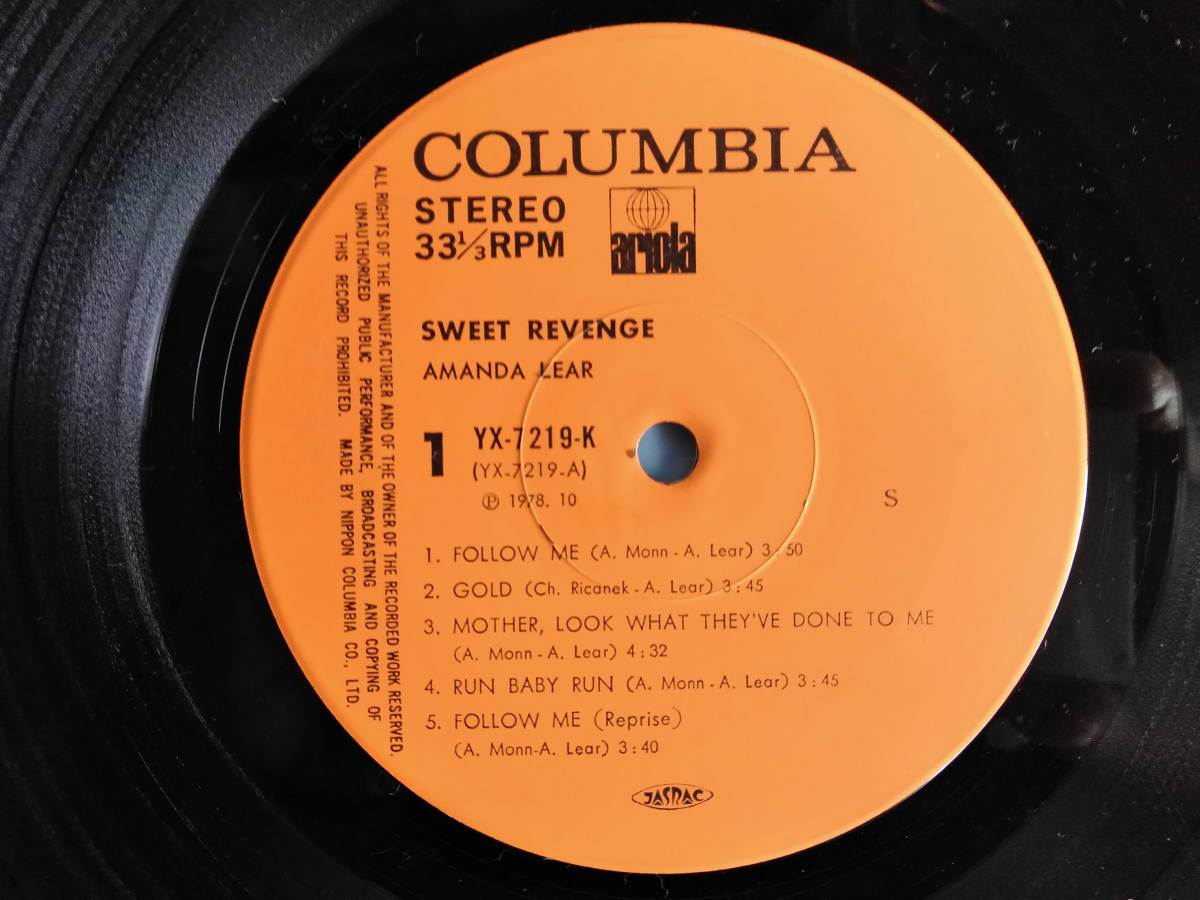 COLUMBIA
STEREO
33⅓RPM
ariola
SWEET REVENGE
AMANDA LEAR
1
YX-7219-K
(YX-7219-A)
Ⓟ 1978. 10
S
1. FOLLOW ME (A. Monn - A. Lear) 3:50
2. GOLD (Ch. Ricanek - A. Lear) 3:45
3. MOTHER, LOOK WHAT THEY'VE DONE TO ME
(A. Monn - A. Lear) 4:32
4. RUN BABY RUN (A. Monn - A. Lear) 3:45
5. FOLLOW ME (Reprise)
(A. Monn-A. Lear) 3:40
JASRAC
ALL RIGHTS OF THE MANUFACTURER AND OF THE OWNER OF THE RECORDED WORK RESERVED.
UNAUTHORIZED PUBLIC PERFORMANCE, BROADCASTING AND COPYING OF
THIS RECORD PROHIBITED. MADE BY NIPPON COLUMBIA CO., LTD.